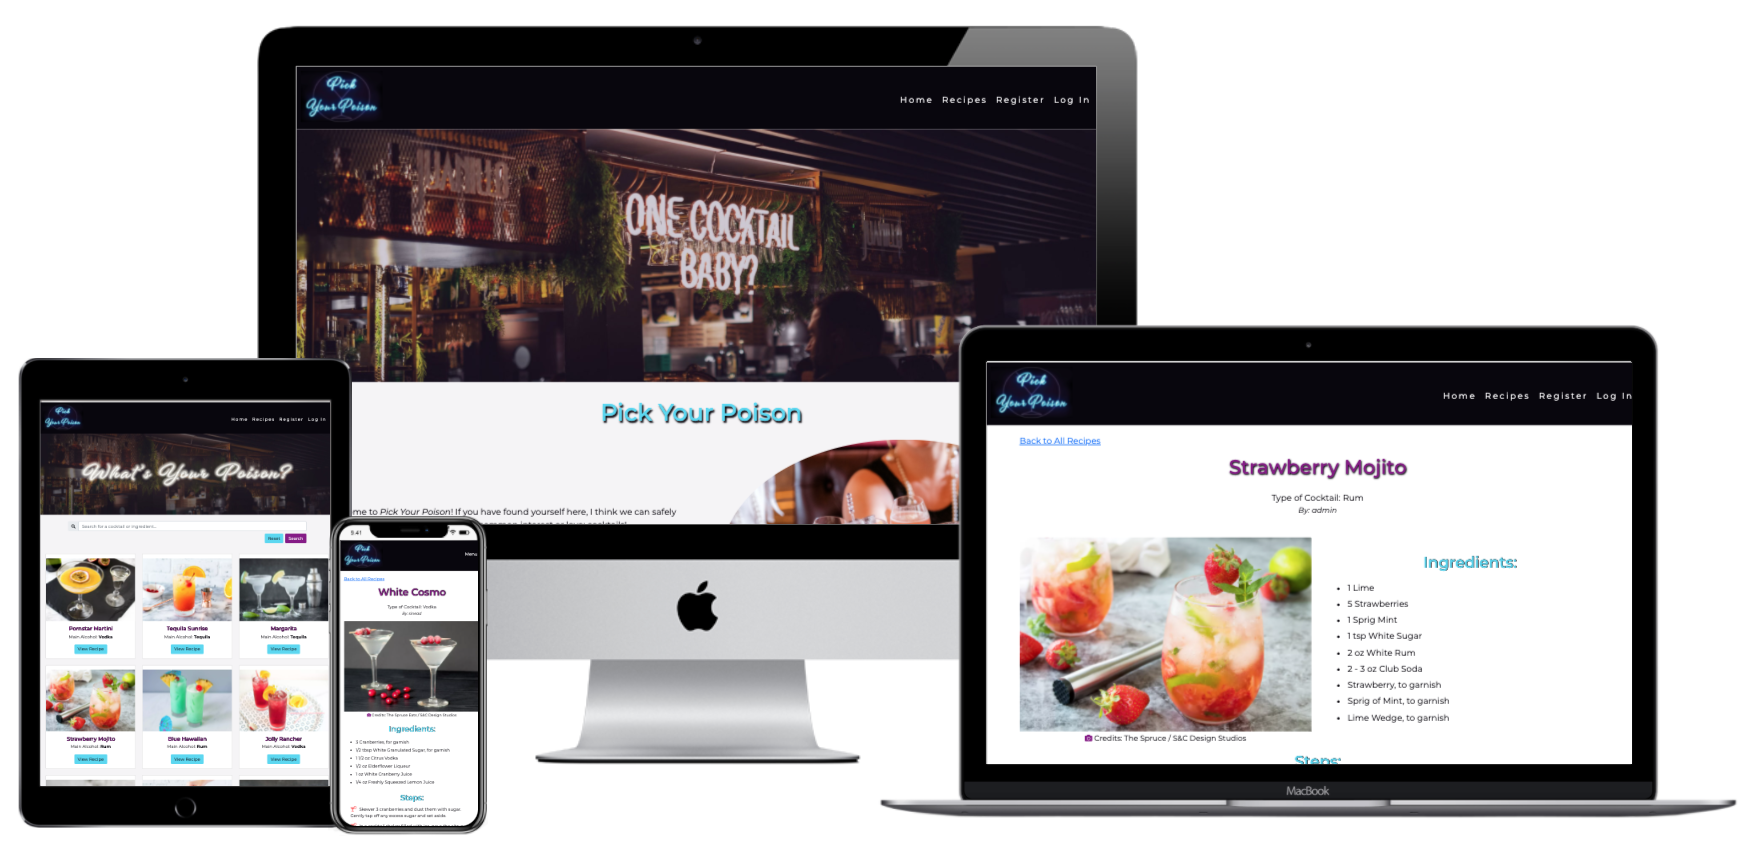 Pick
Your Poison
Home Recipes Register Log In
ONE COCKTAIL
BABY?
Pick Your Poison
me to Pick Your Poison! If you have found yourself here, I think we can safely
Pick
Your Poison
Home Recipes Register Log In
What's Your Poison?
Search for a cocktail or ingredient...
Reset Search
Pornstar Martini
Main Alcohol: Vodka
View Recipe
Tequila Sunrise
Main Alcohol: Tequila
View Recipe
Margarita
Main Alcohol: Tequila
View Recipe
Strawberry Mojito
Main Alcohol: Rum
View Recipe
Blue Hawaiian
Main Alcohol: Rum
View Recipe
Jolly Rancher
Main Alcohol: Vodka
View Recipe
9:41
Pick
Your Poison
Menu
Back to All Recipes
White Cosmo
Type of Cocktail: Vodka
Credits: The Spruce Eats / S&C Design Studios
Ingredients:
3 Cranberries, for garnish
1/2 tbsp White Granulated Sugar, for garnish
1 1/2 oz Citrus Vodka
1/2 oz Elderflower Liqueur
1 oz White Cranberry Juice
1/4 oz Freshly Squeezed Lemon Juice
Steps:
Skewer 3 cranberries and dust them with sugar.
Gently tap off any excess sugar and set aside.
Pick
Your Poison
Home Recipes Register Log In
Back to All Recipes
Strawberry Mojito
Type of Cocktail: Rum
By: admin
Credits: The Spruce / S&C Design Studios
Ingredients:
1 Lime
5 Strawberries
1 Sprig Mint
1 tsp White Sugar
2 oz White Rum
2 - 3 oz Club Soda
Strawberry, to garnish
Sprig of Mint, to garnish
Lime Wedge, to garnish
Steps:
MacBook